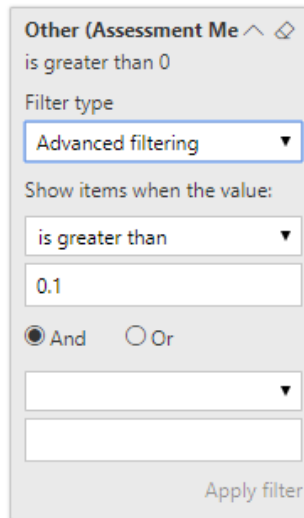 Other (Assessment Me
is greater than 0
Filter type
Advanced filtering
Show items when the value:
is greater than
0.1
And Or
Apply filter